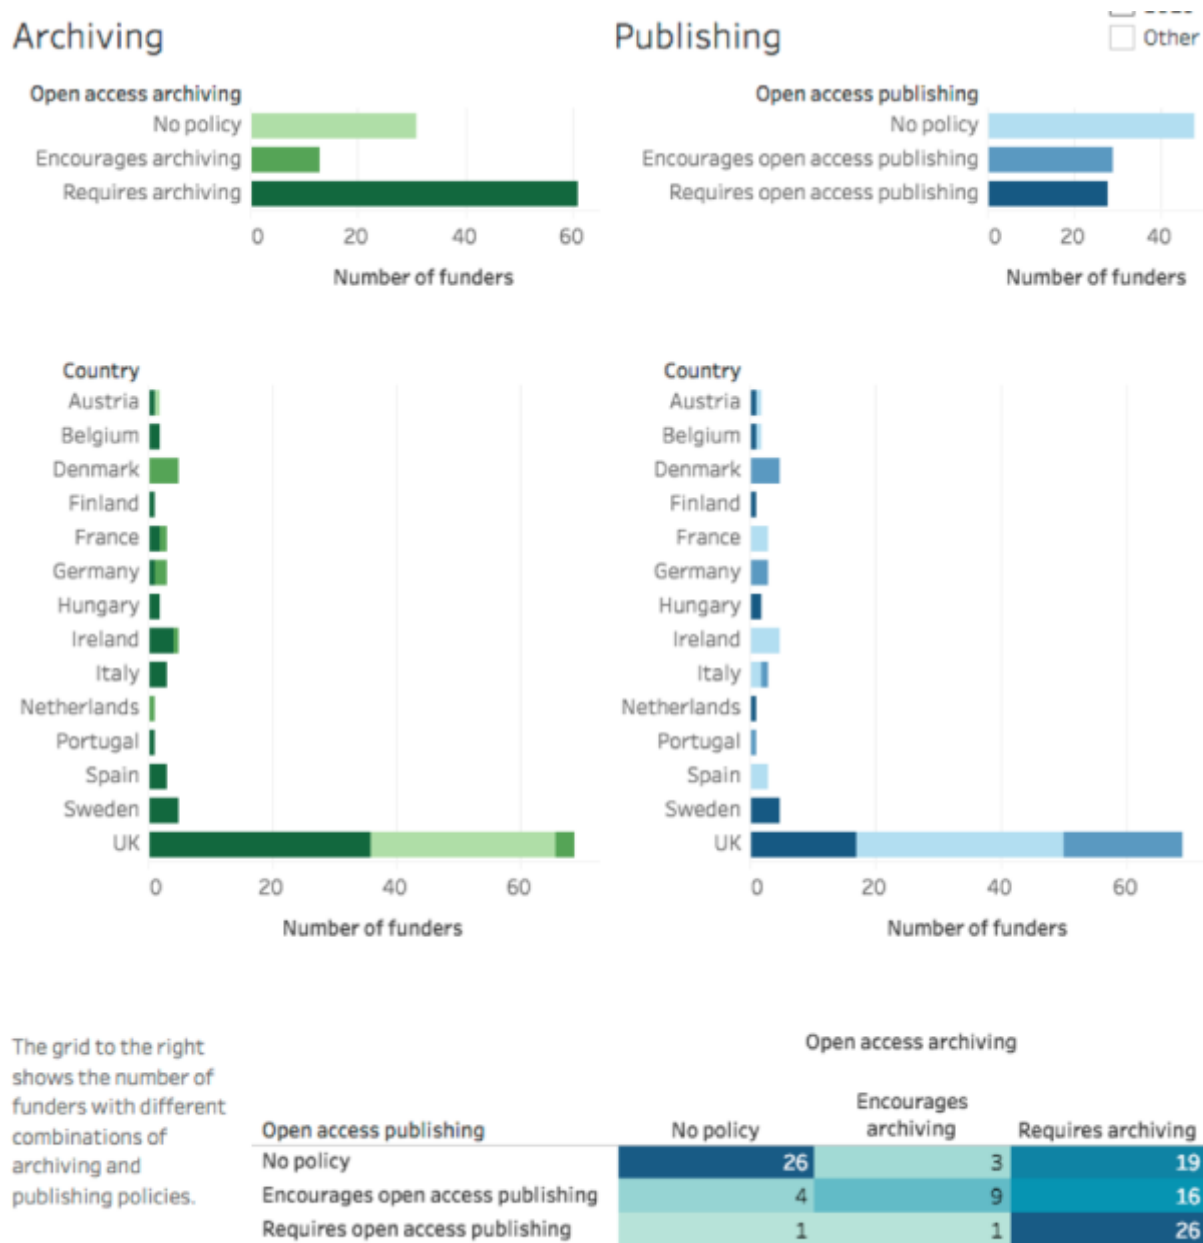 Archiving
Publishing
Other
Open access archiving
No policy
Encourages archiving
Requires archiving
0 20 40 60
Number of funders
Open access publishing
No policy
Encourages open access publishing
Requires open access publishing
0 20 40
Number of funders
Country
Austria
Belgium
Denmark
Finland
France
Germany
Hungary
Ireland
Italy
Netherlands
Portugal
Spain
Sweden
UK
0 20 40 60
Number of funders
Country
Austria
Belgium
Denmark
Finland
France
Germany
Hungary
Ireland
Italy
Netherlands
Portugal
Spain
Sweden
UK
0 20 40 60
Number of funders
The grid to the right
shows the number of
funders with different
combinations of
archiving and
publishing policies.
Open access archiving
Open access publishing No policy Encourages archiving Requires archiving
No policy 26 3 19
Encourages open access publishing 4 9 16
Requires open access publishing 1 1 26